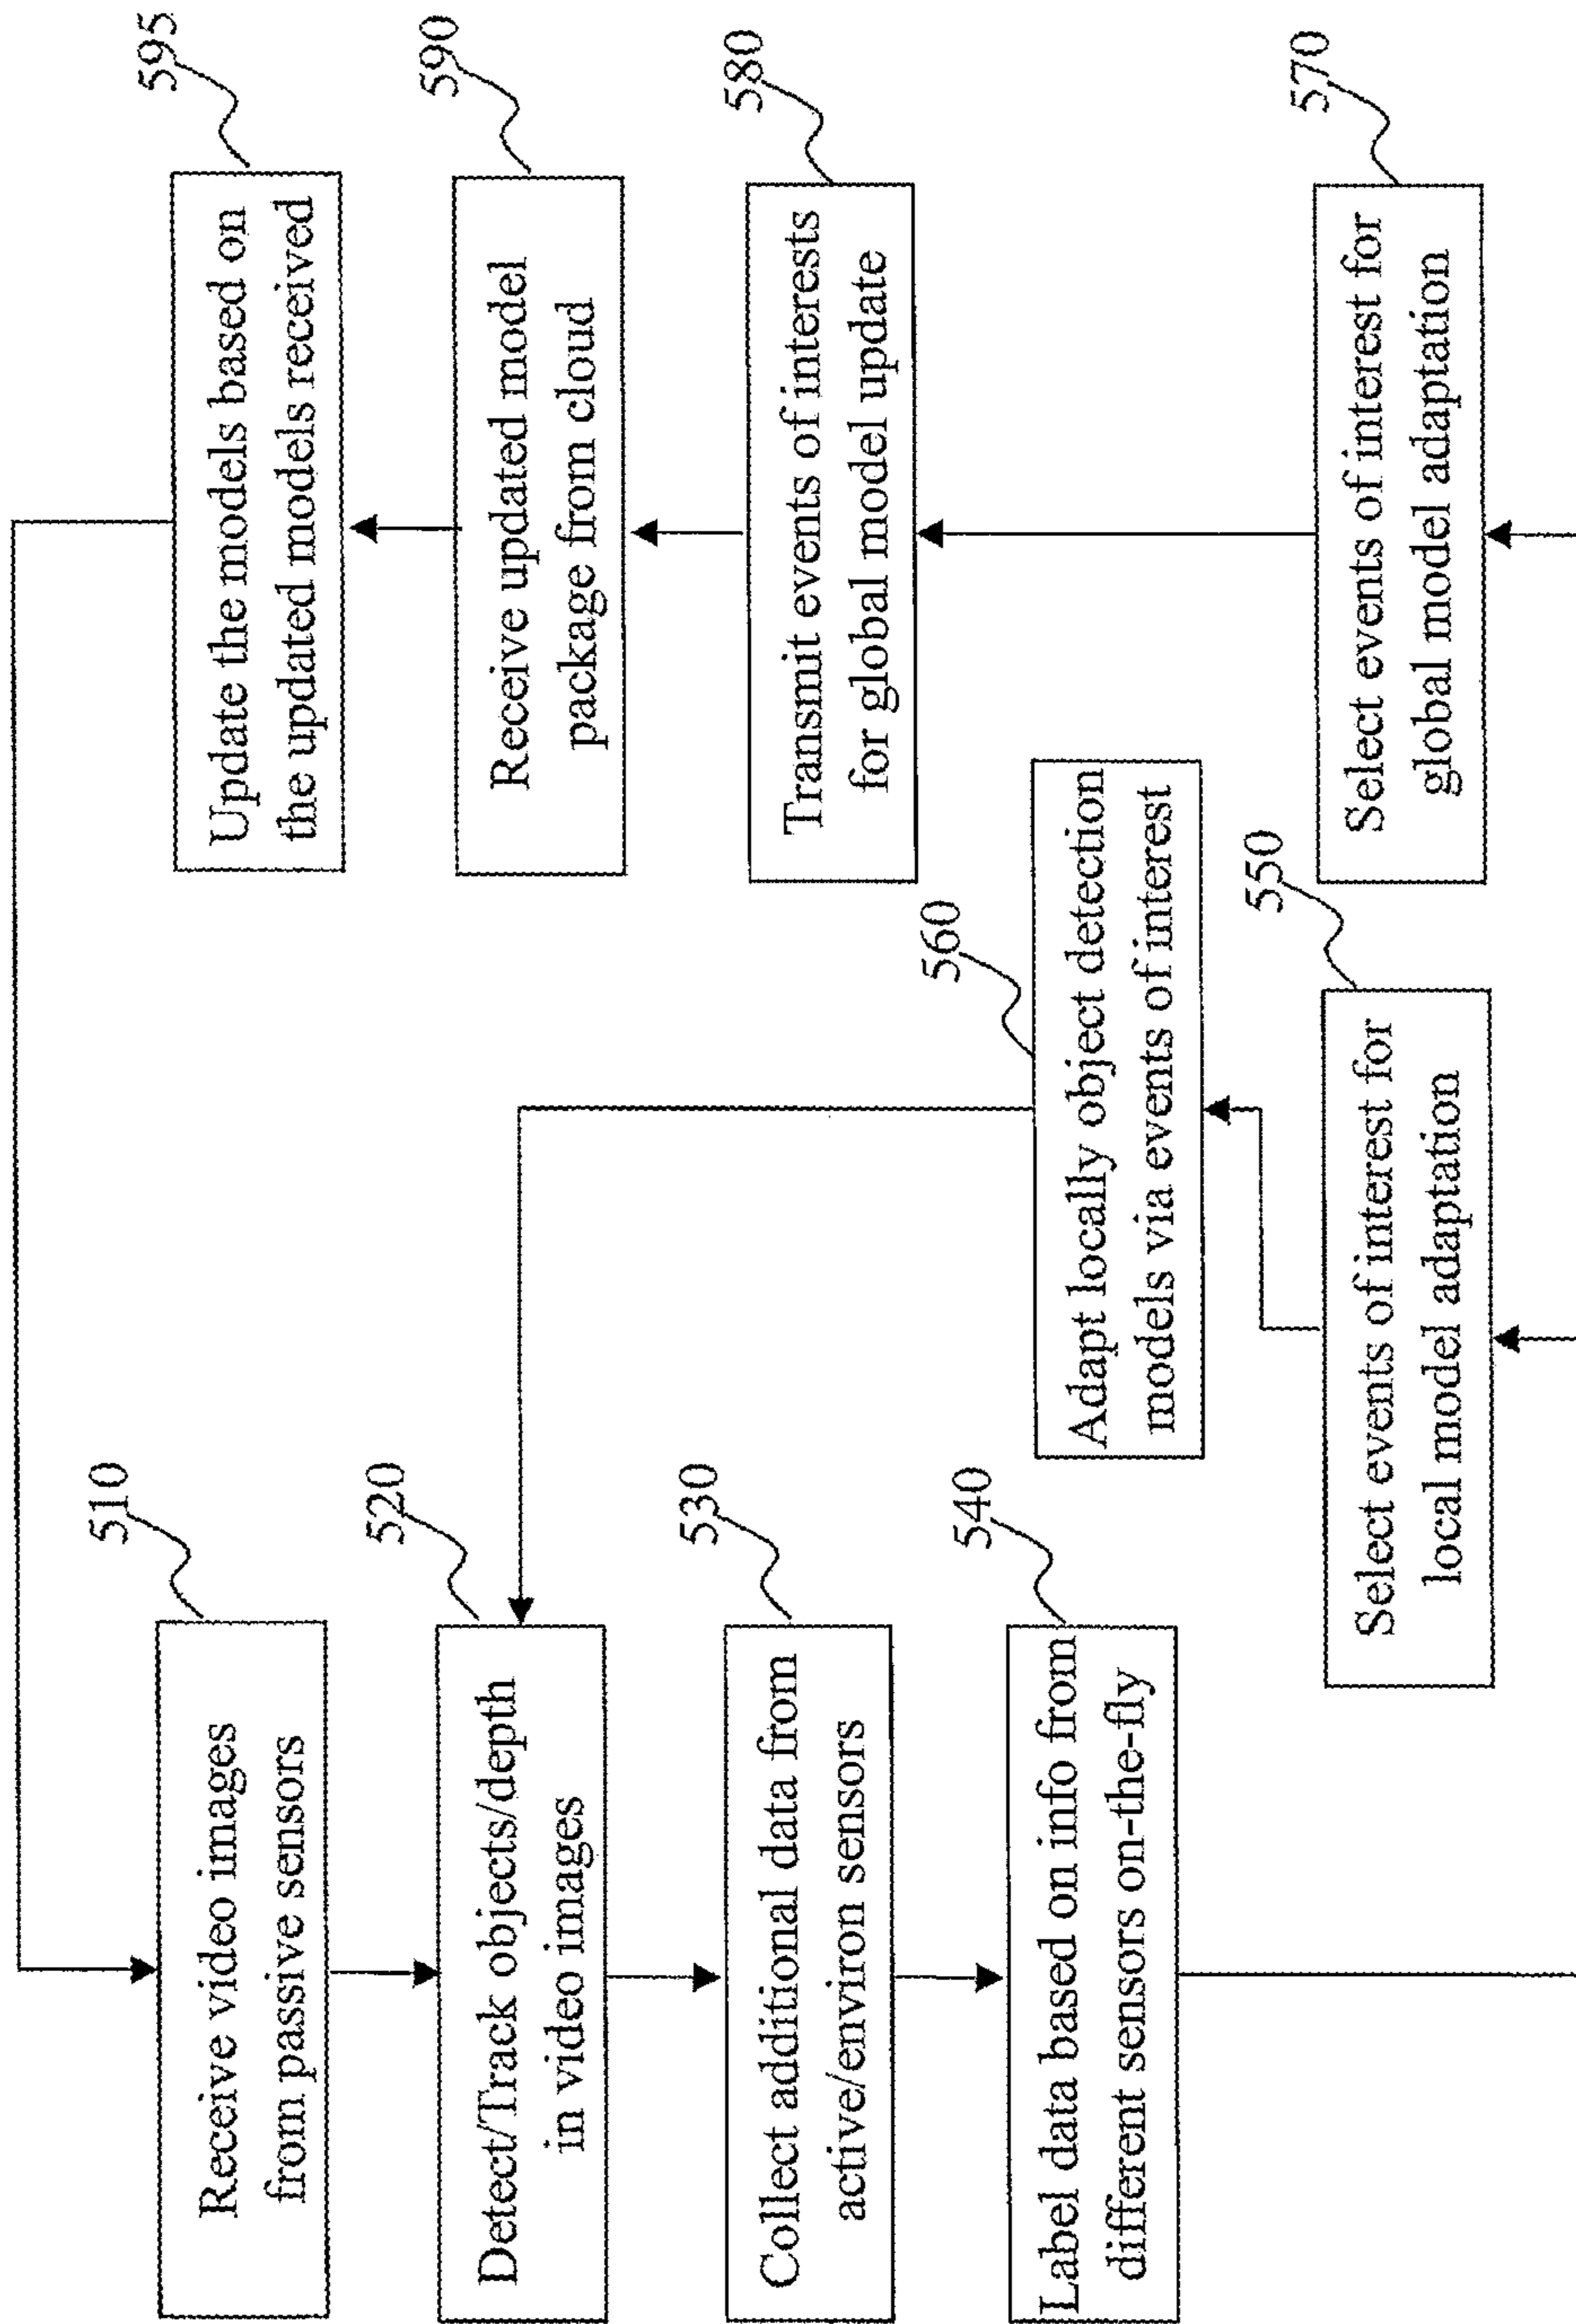 510
Receive video images
from passive sensors
520
Detect/Track objects/depth
in video images
530
Collect additional data from
active/environ sensors
540
Label data based on info from
different sensors on-the-fly
550
Select events of interest for
local model adaptation
560
Adapt locally object detection
models via events of interest
570
Select events of interest for
global model adaptation
580
Transmit events of interests
for global model update
590
Receive updated model
package from cloud
595
Update the models based on
the updated models received